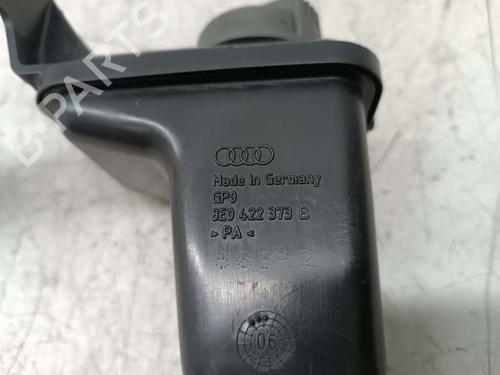 B-PARTS
Made in Germany
GPO
8E0 422 373 B
> PA <
06